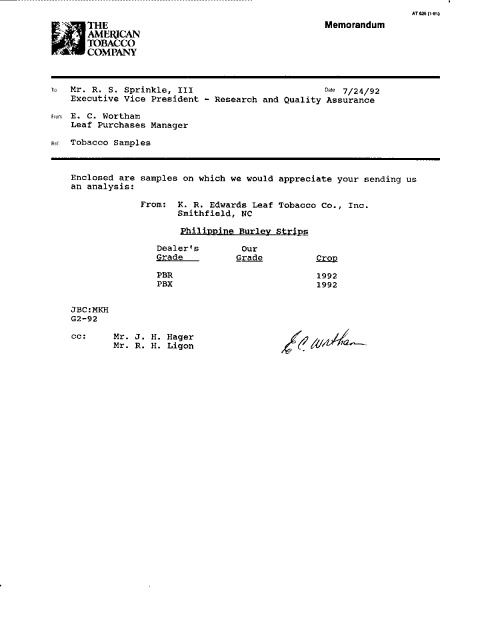 AT 626 (1-91)
THE
AMERICAN
TOBACCO
COMPANY
Memorandum
To Mr. R. S. Sprinkle, III Date 7/24/92
Executive Vice President - Research and Quality Assurance
From E. C. Wortham
Leaf Purchases Manager
Ref. Tobacco Samples
Enclosed are samples on which we would appreciate your sending us
an analysis:
From: K. R. Edwards Leaf Tobacco Co., Inc.
Smithfield, NC
Philippine Burley Strips
Dealer's Our
Grade Grade Crop
PBR 1992
PBX 1992
JBC:MKH
G2-92
cc: Mr. J. H. Hager
Mr. R. H. Ligon
E C Wortham